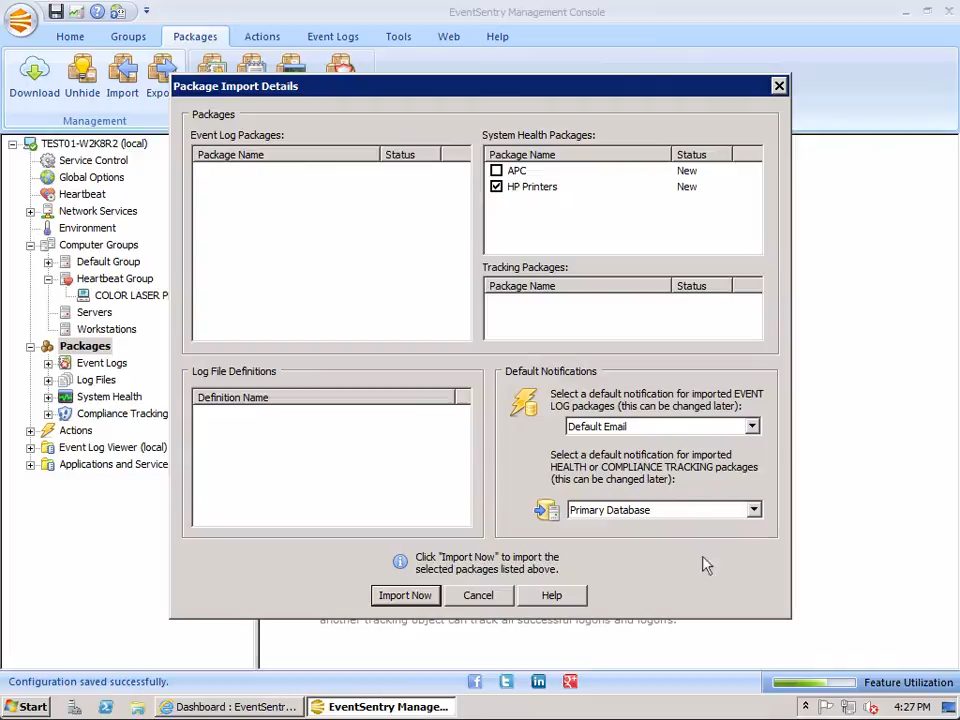 EventSentry Management Console
Home Groups Packages Actions Event Logs Tools Web Help
Download Unhide Import
Management
Package Import Details
TEST01-W2K8R2 (local)
Service Control
Global Options
Heartbeat
Network Services
Environment
Computer Groups
Default Group
Heartbeat Group
COLOR LASER
Servers
Workstations
Packages
Event Logs
Log Files
System Health
Compliance Tracking
Actions
Event Log Viewer (local)
Applications and Service
Packages
Event Log Packages:
Package Name Status
System Health Packages:
Package Name Status
APC New
HP Printers New
Tracking Packages:
Package Name Status
Log File Definitions
Definition Name
Default Notifications
Select a default notification for imported EVENT
LOG packages (this can be changed later):
Default Email
Select a default notification for imported
HEALTH or COMPLIANCE TRACKING packages
(this can be changed later):
Primary Database
Click "Import Now" to import the
selected packages listed above.
Import Now Cancel Help
another tracking object can track all successful logons and logoffs.
Configuration saved successfully.
Feature Utilization
Start
Dashboard : EventSentr...
EventSentry Manage...
4:27 PM